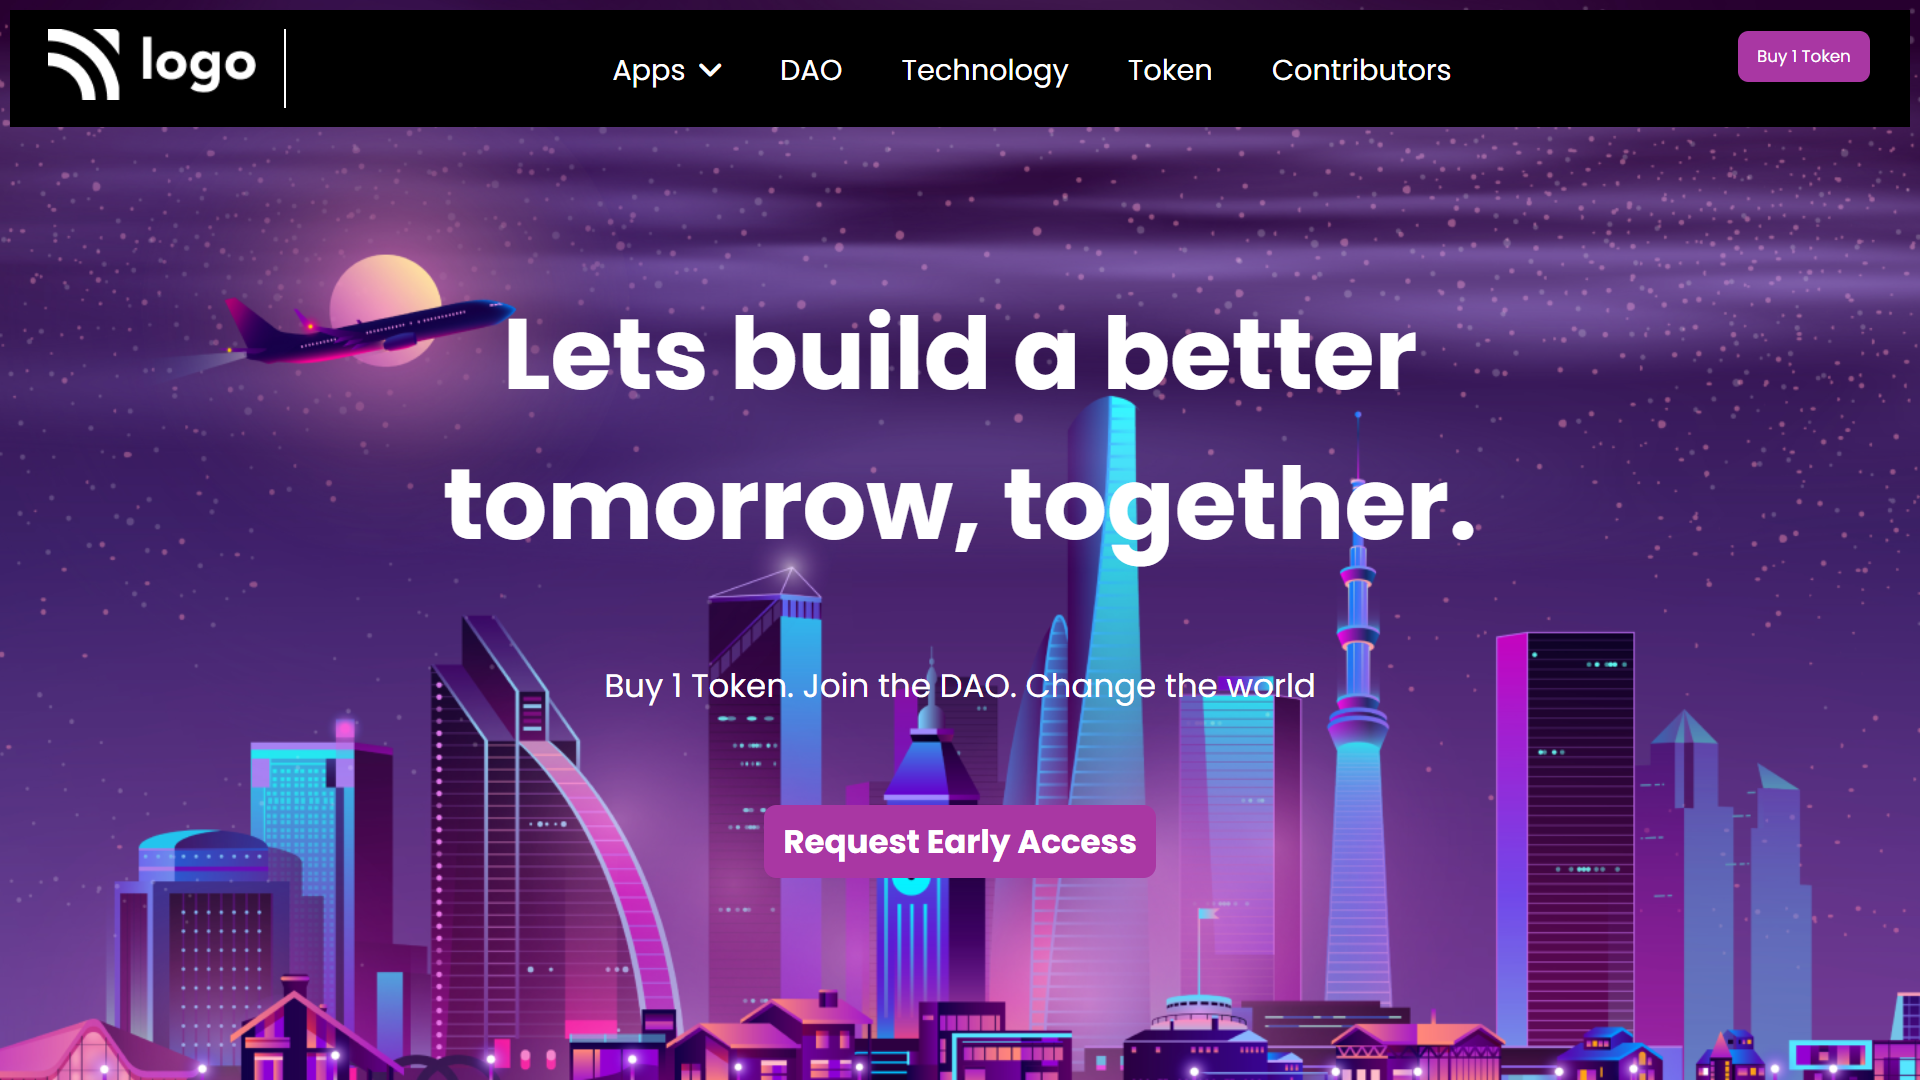 logo
Apps
DAO
Technology
Token
Contributors
Buy 1 Token
Lets build a better
tomorrow, together.
Buy 1 Token. Join the DAO. Change the world
Request Early Access